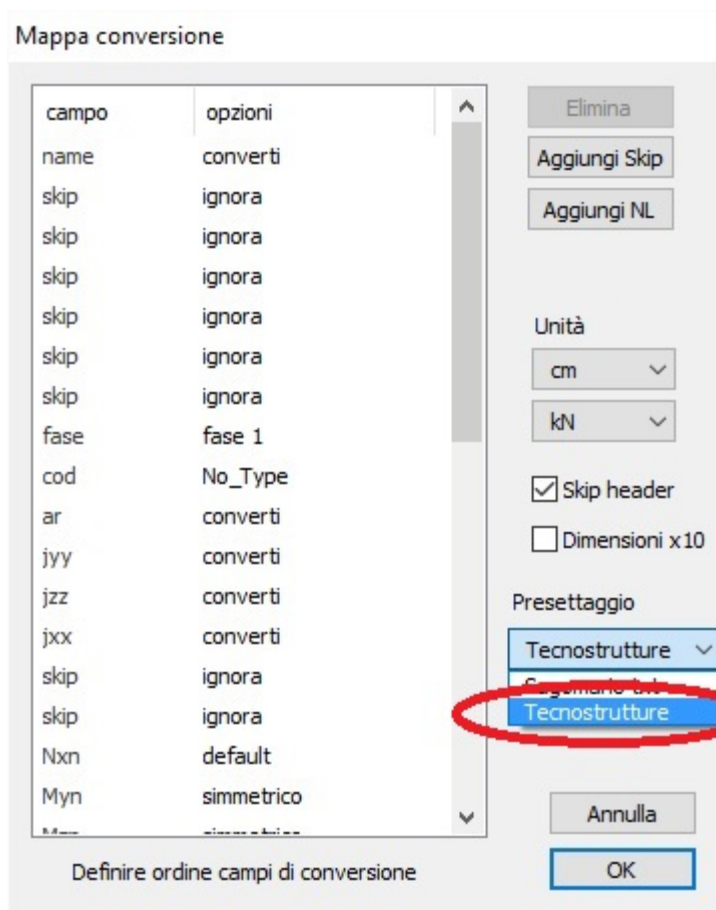 Mappa conversione
campo opzioni
name converti
skip ignora
skip ignora
skip ignora
skip ignora
skip ignora
skip ignora
fase fase 1
cod No_Type
ar converti
jyy converti
jzz converti
jxx converti
skip ignora
skip ignora
Nxn default
Myn simmetrico
Definire ordine campi di conversione
Elimina
Aggiungi Skip
Aggiungi NL
Unità
cm
kN
Skip header
Dimensioni x10
Presettaggio
Tecnostrutture
Tecnostrutture
Annulla
OK